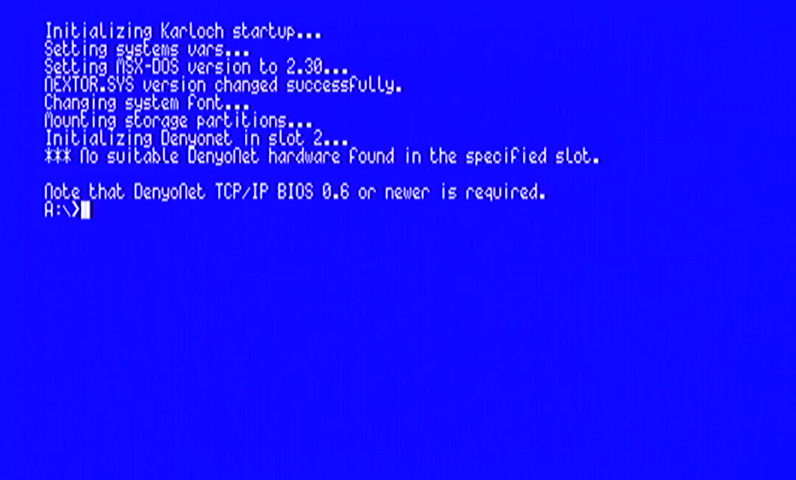 Initializing Karloch startup...
Setting systems vars...
Setting MSX-DOS version to 2.30...
NEXTOR.SYS version changed successfully.
Changing system font...
Mounting storage partitions...
Initializing Denyonet in slot 2...
*** No suitable DenyoNet hardware found in the specified slot.
Note that DenyoNet TCP/IP BIOS 0.6 or newer is required.
A:\>